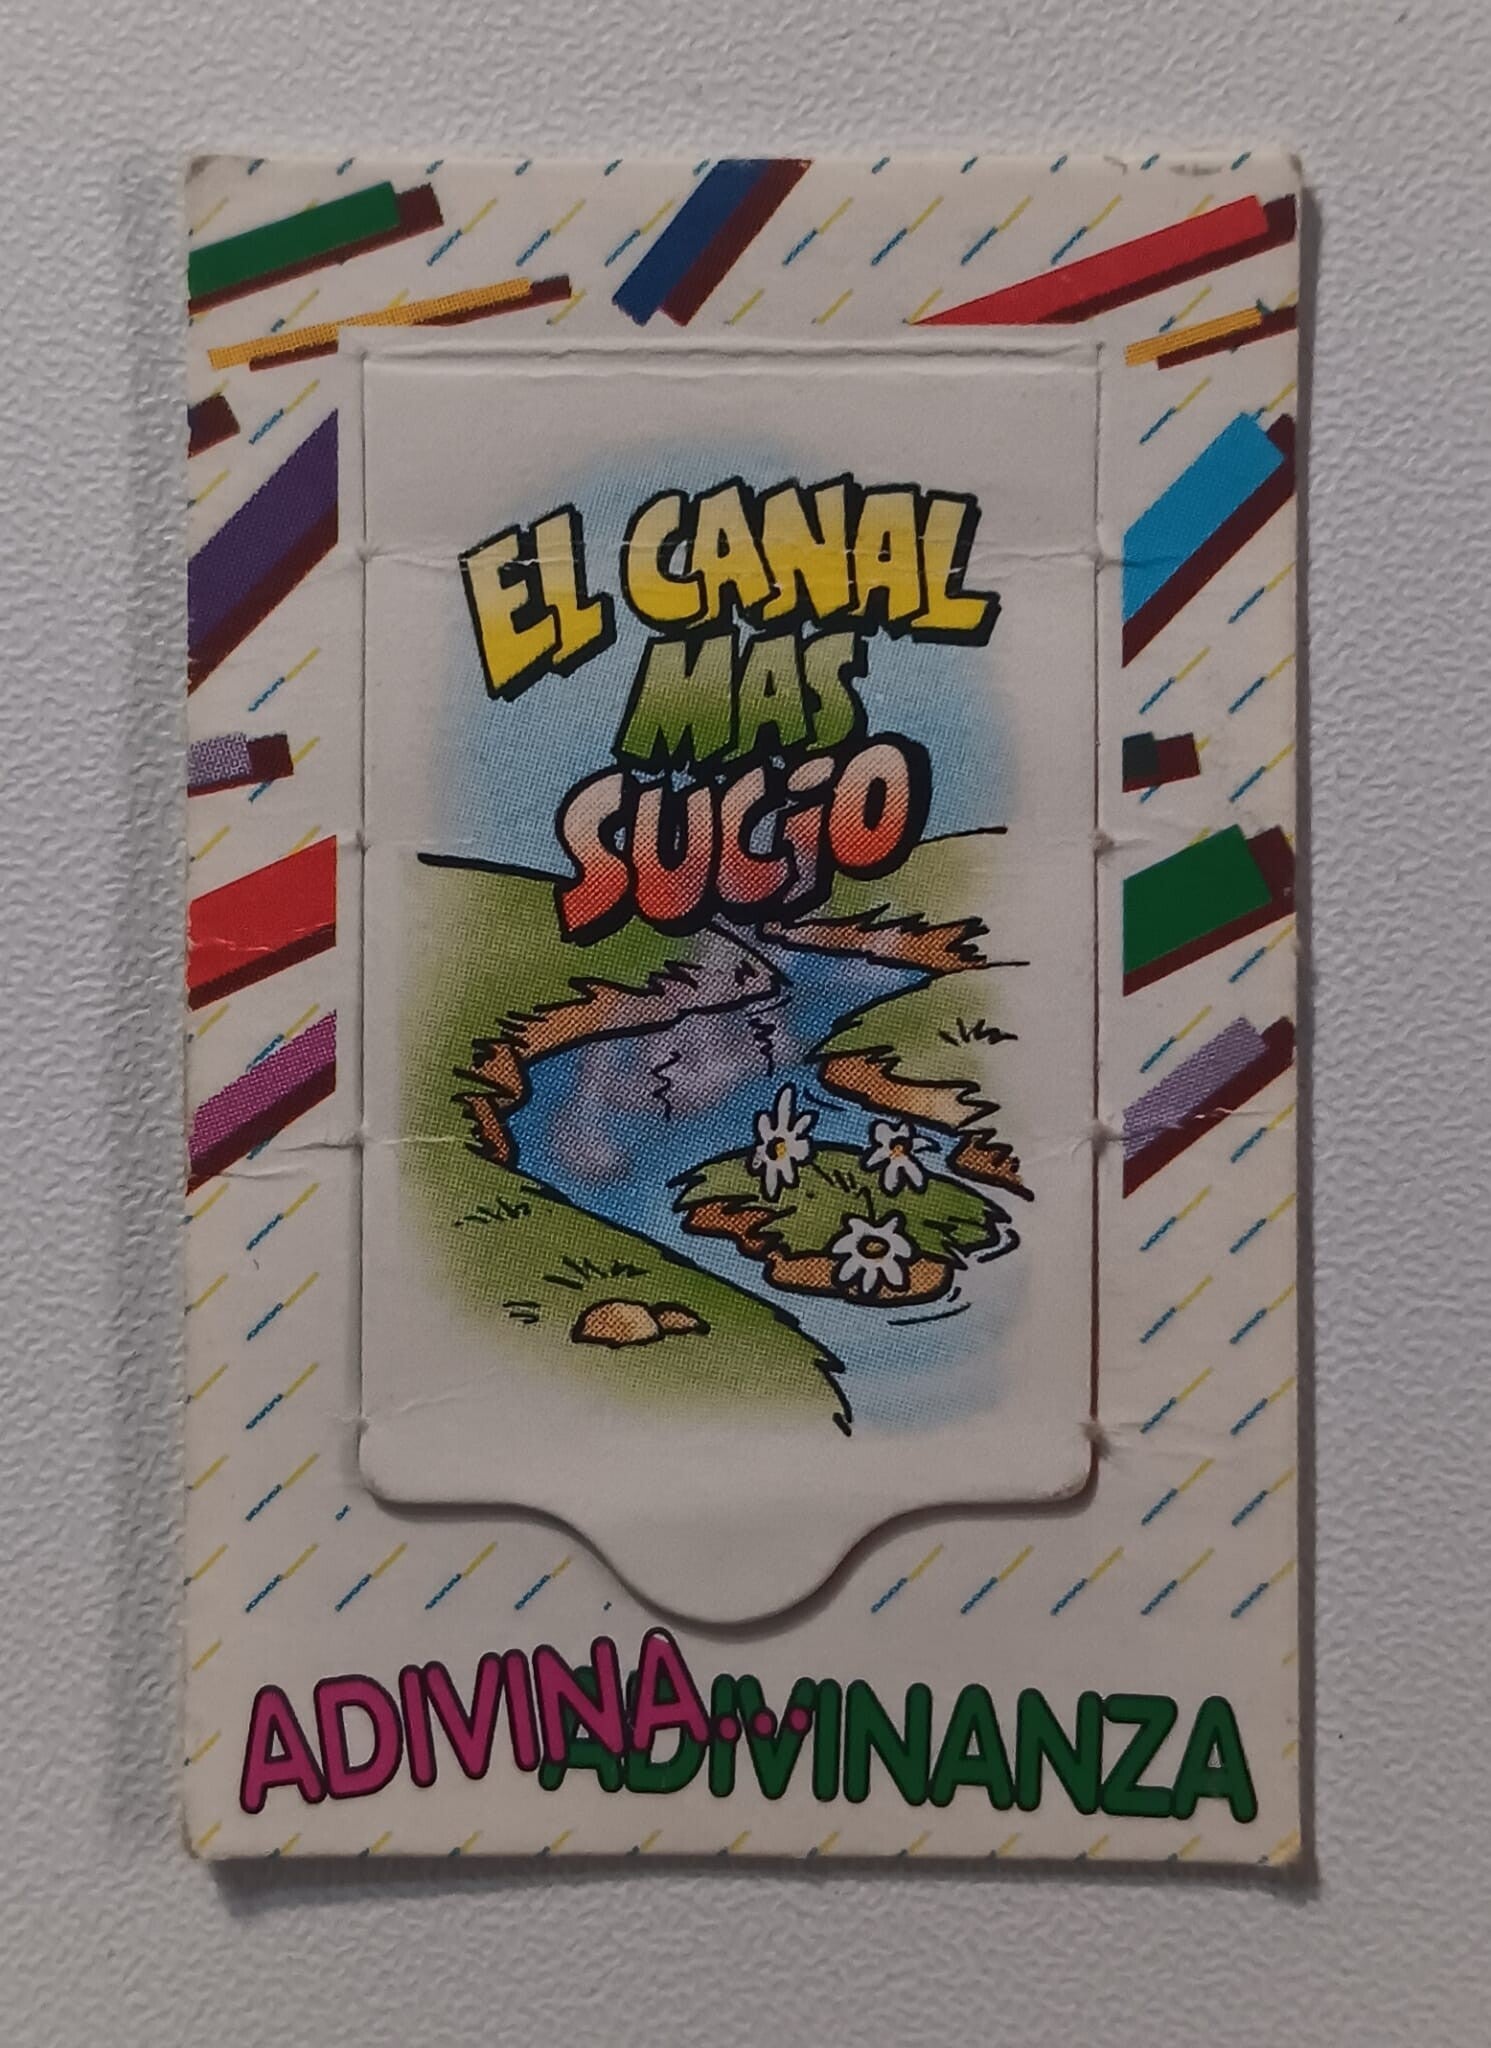 EL CANAL
MAS
SUCiO
ADIVINA...
ADIVINANZA